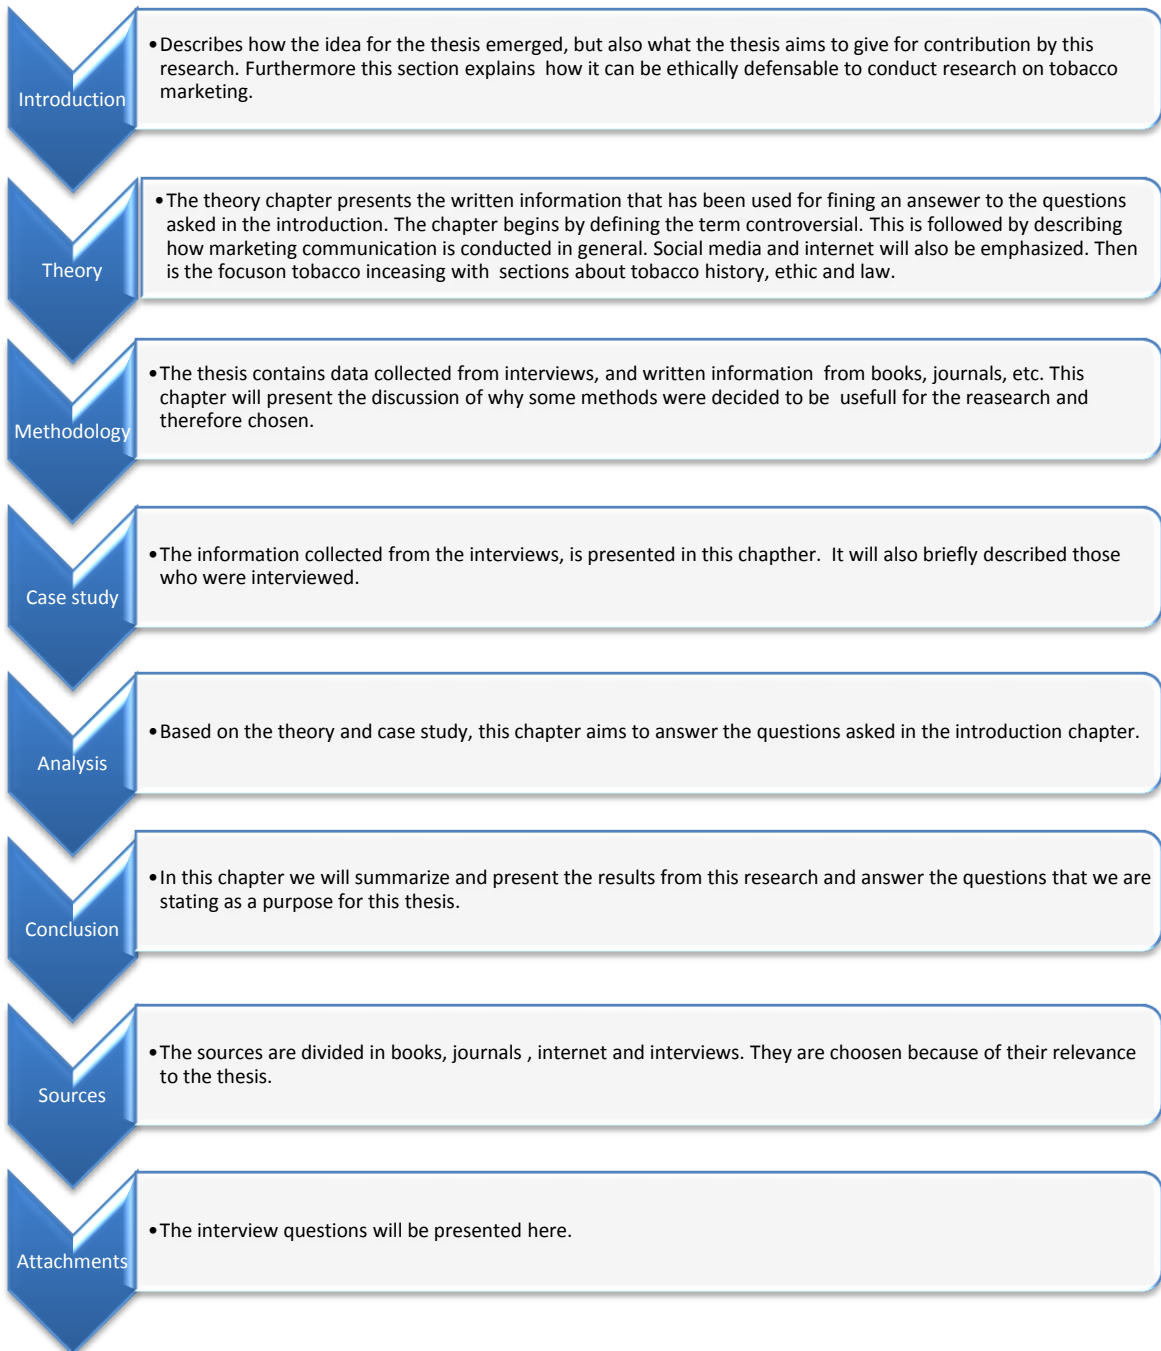 Introduction
•Describes how the idea for the thesis emerged, but also what the thesis aims to give for contribution by this
research. Furthermore this section explains how it can be ethically defensable to conduct research on tobacco
marketing.
Theory
•The theory chapter presents the written information that has been used for fining an ansewer to the questions
asked in the introduction. The chapter begins by defining the term controversial. This is followed by describing
how marketing communication is conducted in general. Social media and internet will also be emphasized. Then
is the focuson tobacco inceasing with sections about tobacco history, ethic and law.
Methodology
•The thesis contains data collected from interviews, and written information from books, journals, etc. This
chapter will present the discussion of why some methods were decided to be usefull for the reasearch and
therefore chosen.
Case study
•The information collected from the interviews, is presented in this chapther. It will also briefly described those
who were interviewed.
Analysis
•Based on the theory and case study, this chapter aims to answer the questions asked in the introduction chapter.
Conclusion
•In this chapter we will summarize and present the results from this research and answer the questions that we are
stating as a purpose for this thesis.
Sources
•The sources are divided in books, journals , internet and interviews. They are choosen because of their relevance
to the thesis.
Attachments
•The interview questions will be presented here.